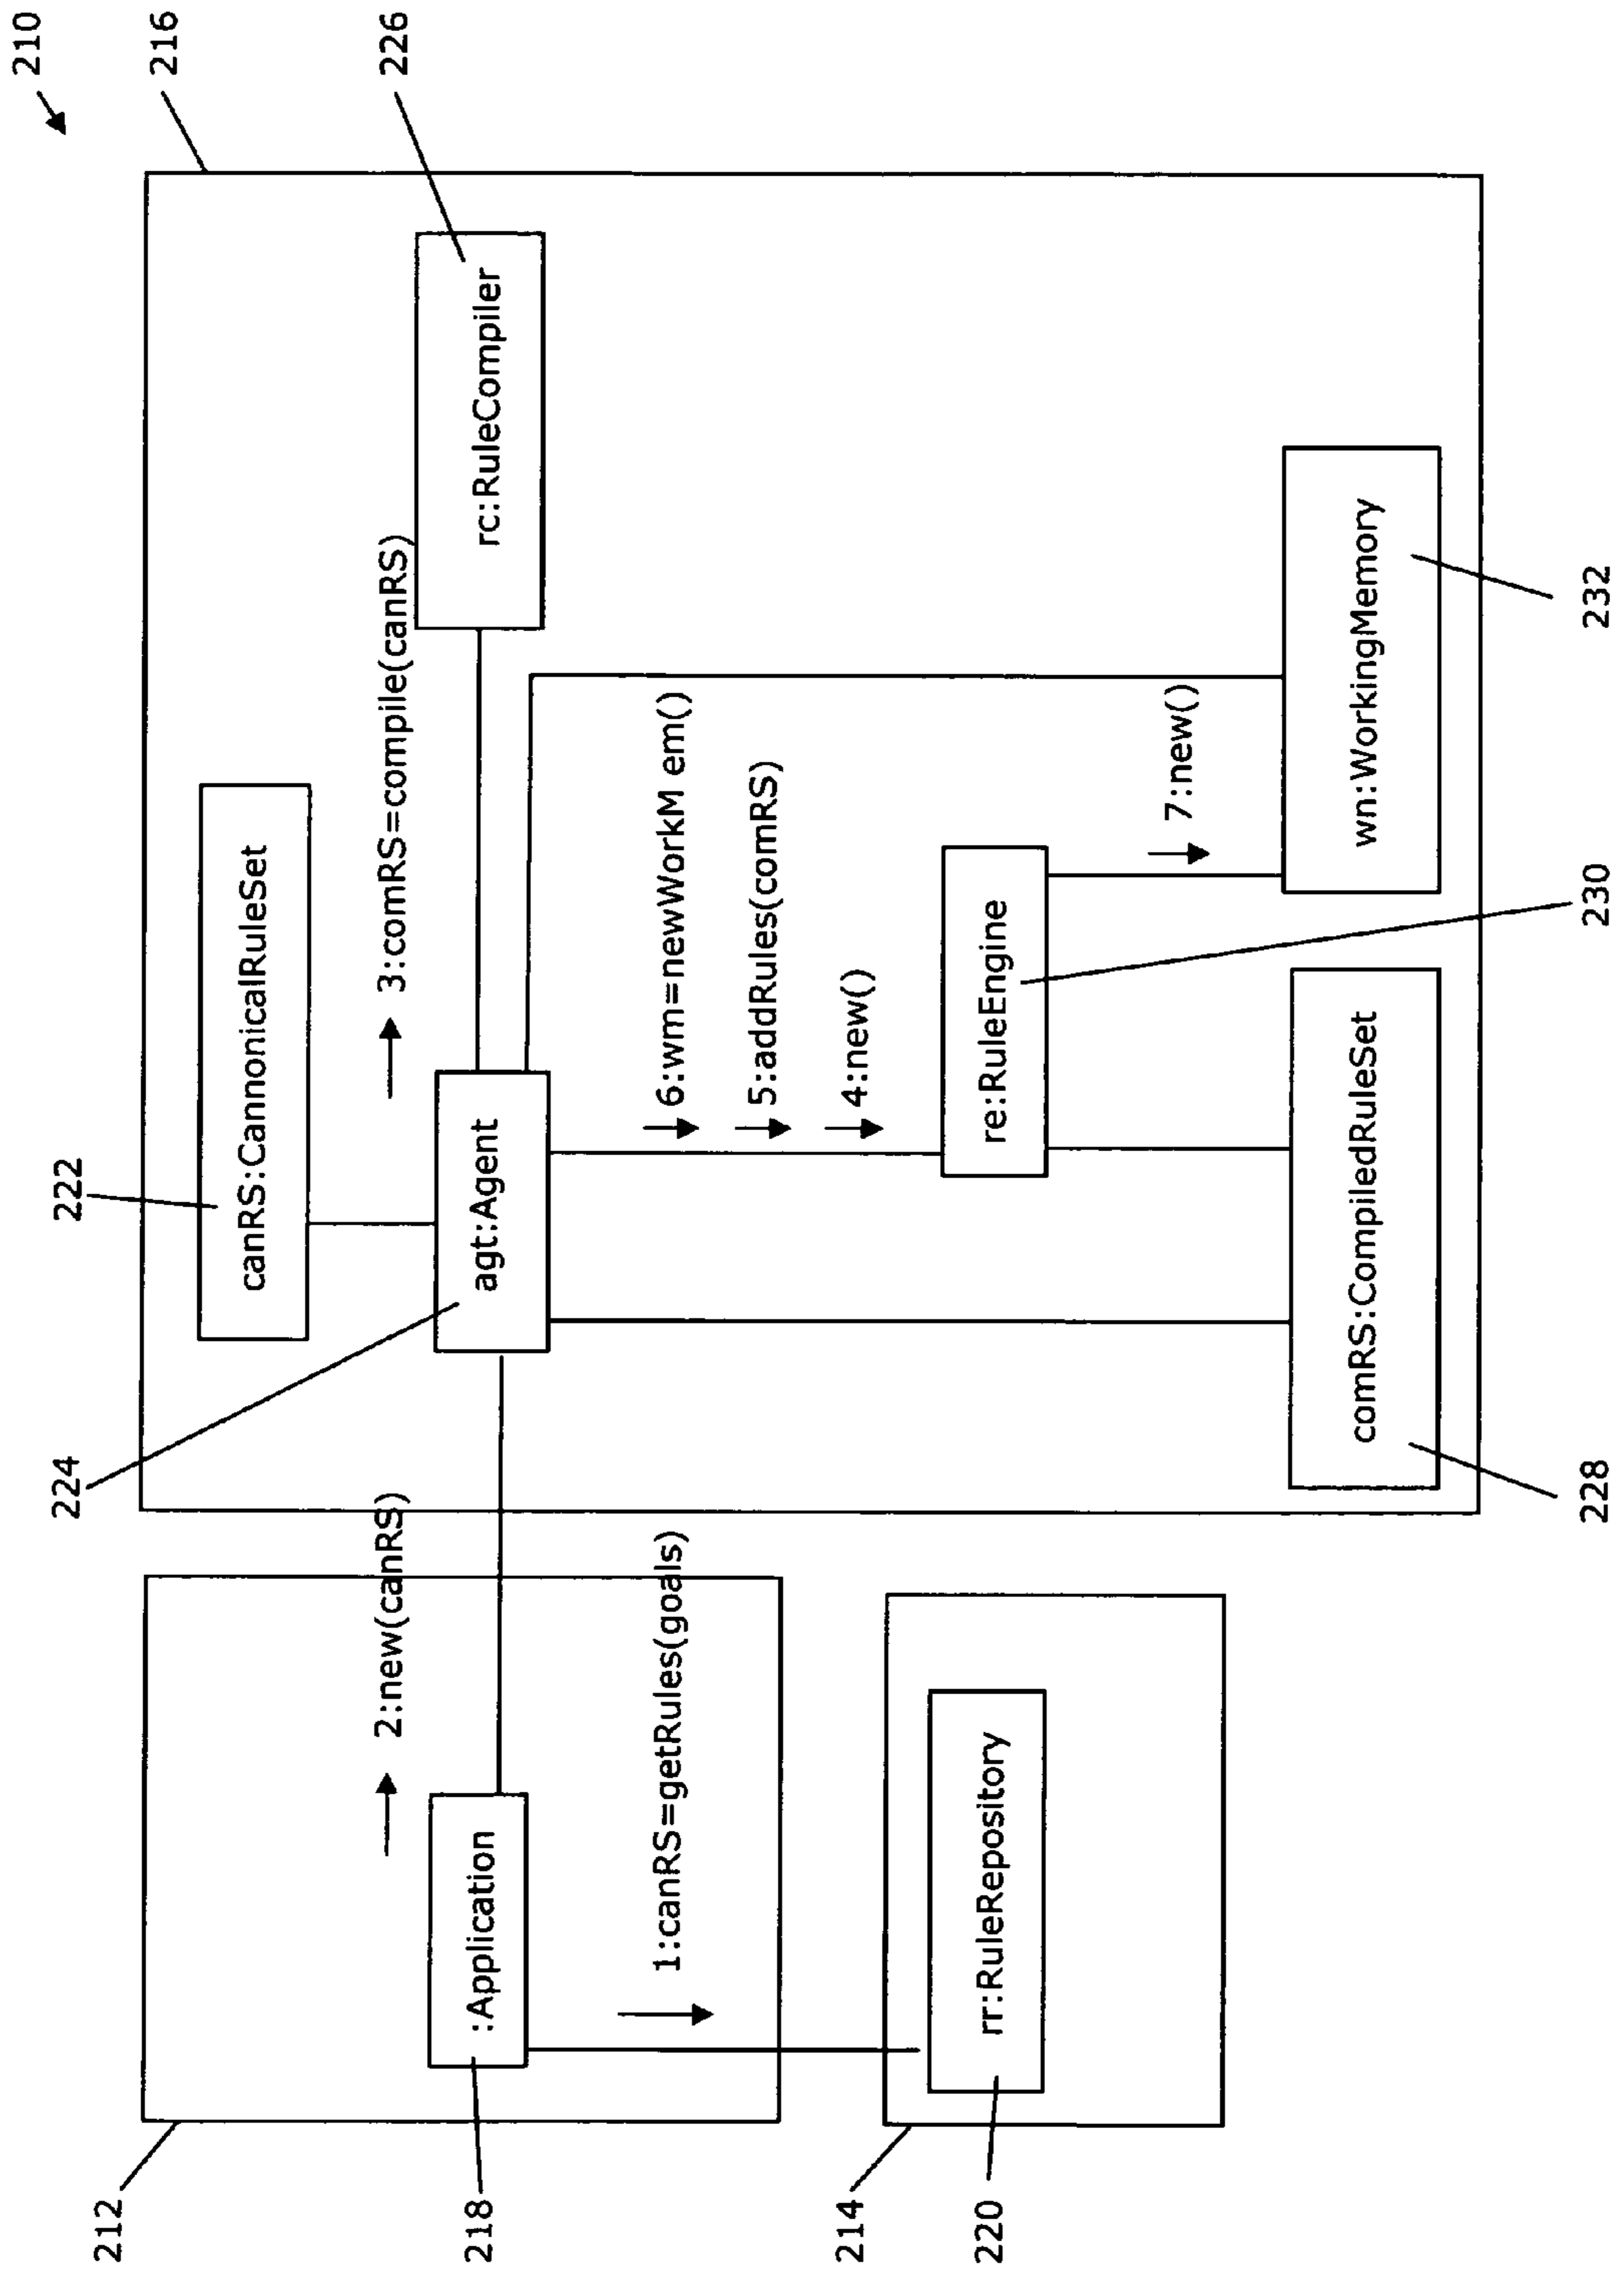 210
216
226
222
canRS:CannonicalRuleSet
3:comRS=compile(canRS)
rc:RuleCompiler
224
agt:Agent
6:wm=newWorkM em()
5:addRules(comRS)
4:new()
re:RuleEngine
7:new()
230
comRS:CompiledRuleSet
228
wn:WorkingMemory
232
212
2:new(canRS)
:Application
218
1:canRS=getRules(goals)
214
rr:RuleRepository
220